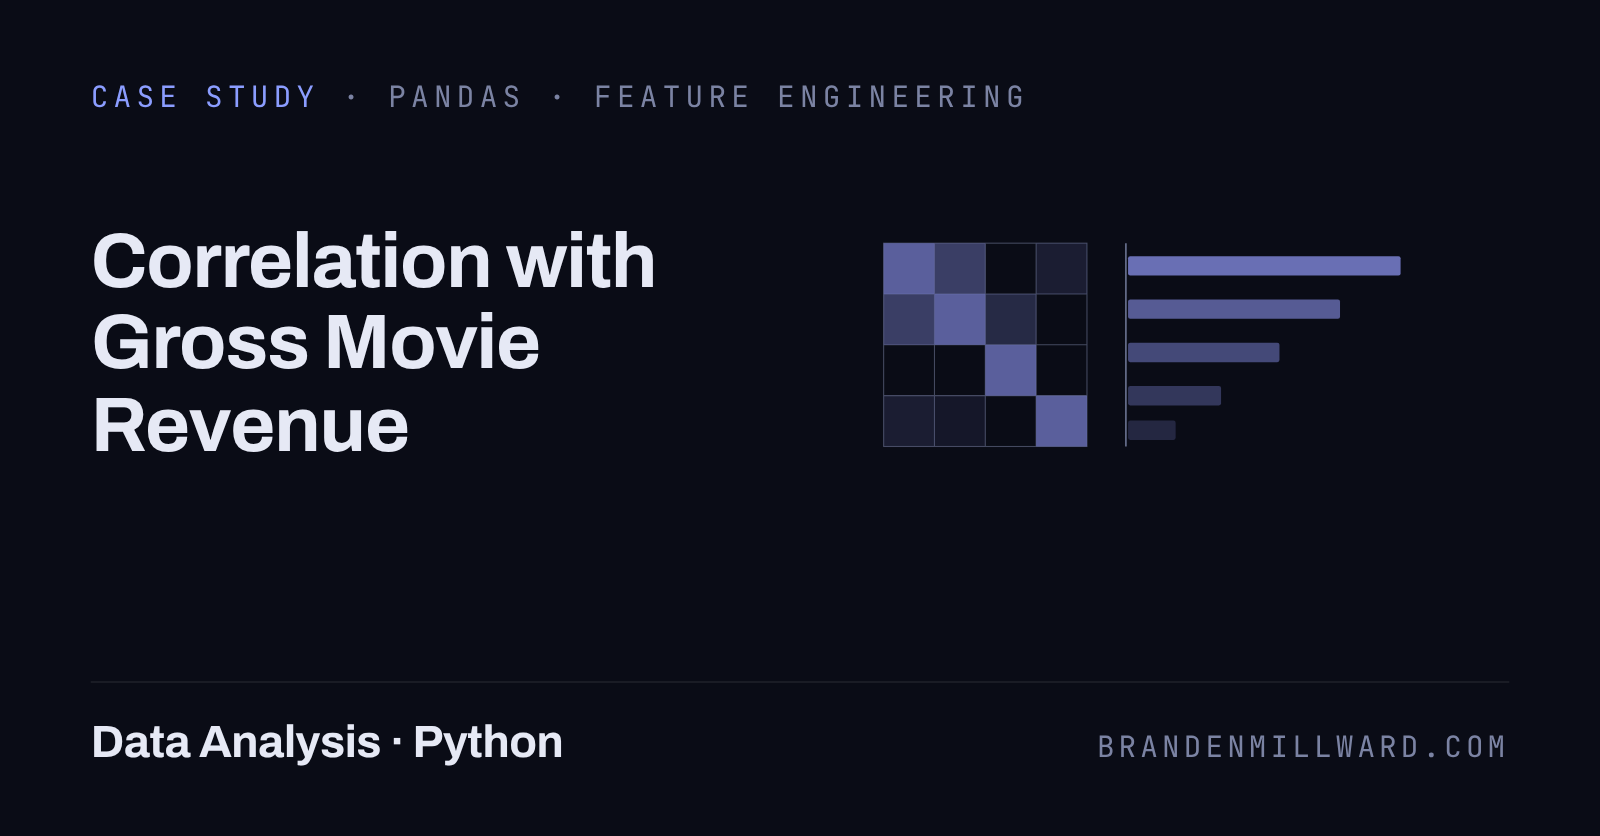 CASE STUDY · PANDAS · FEATURE ENGINEERING
Correlation with
Gross Movie
Revenue
Data Analysis · Python
BRANDENMILLWARD.COM